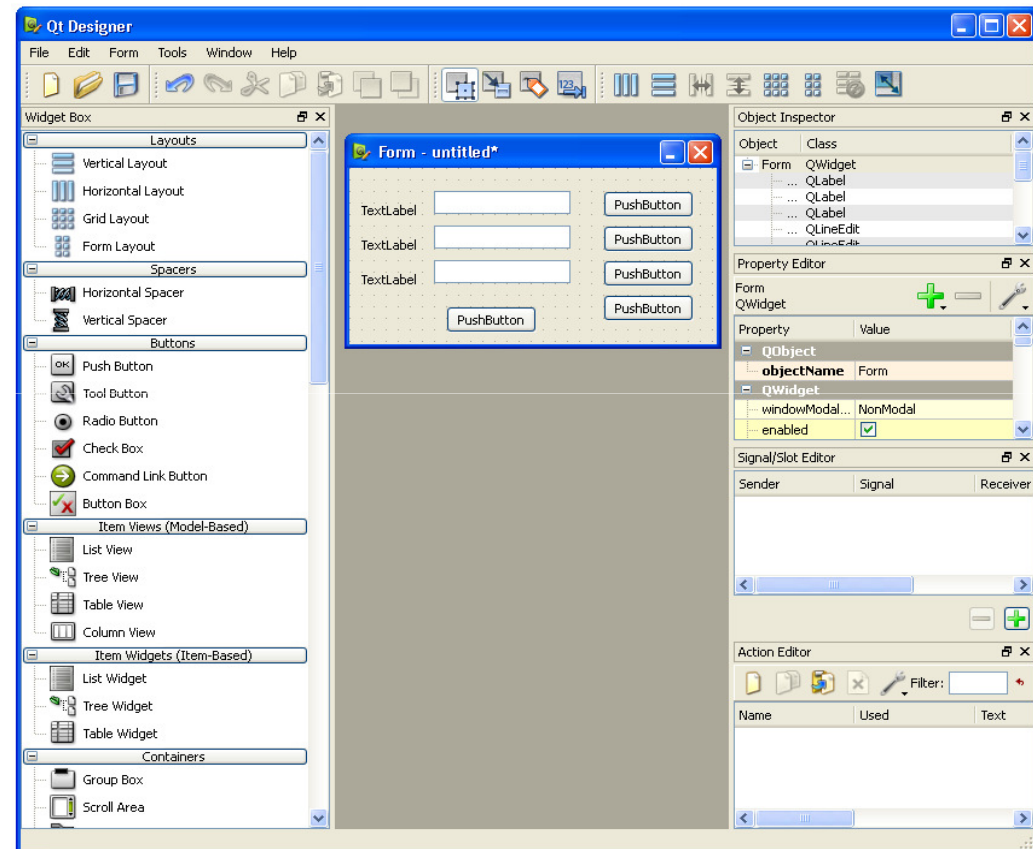 Qt Designer
File Edit Form Tools Window Help
123
Widget Box
Layouts
Vertical Layout
Horizontal Layout
Grid Layout
Form Layout
Spacers
Horizontal Spacer
Vertical Spacer
Buttons
OK Push Button
Tool Button
Radio Button
Check Box
Command Link Button
Button Box
Item Views (Model-Based)
List View
Tree View
Table View
Column View
Item Widgets (Item-Based)
List Widget
Tree Widget
Table Widget
Containers
Group Box
Scroll Area
Form - untitled*
TextLabel PushButton
TextLabel PushButton
TextLabel PushButton
PushButton
PushButton
Object Inspector
Object Class
Form QWidget
... QLabel
... QLabel
... QLabel
... QLineEdit
QLineEdit
Property Editor
Form
QWidget
Property Value
QObject
objectName Form
QWidget
windowModal... NonModal
enabled
Signal/Slot Editor
Sender Signal Receiver
Action Editor
Filter:
Name Used Text